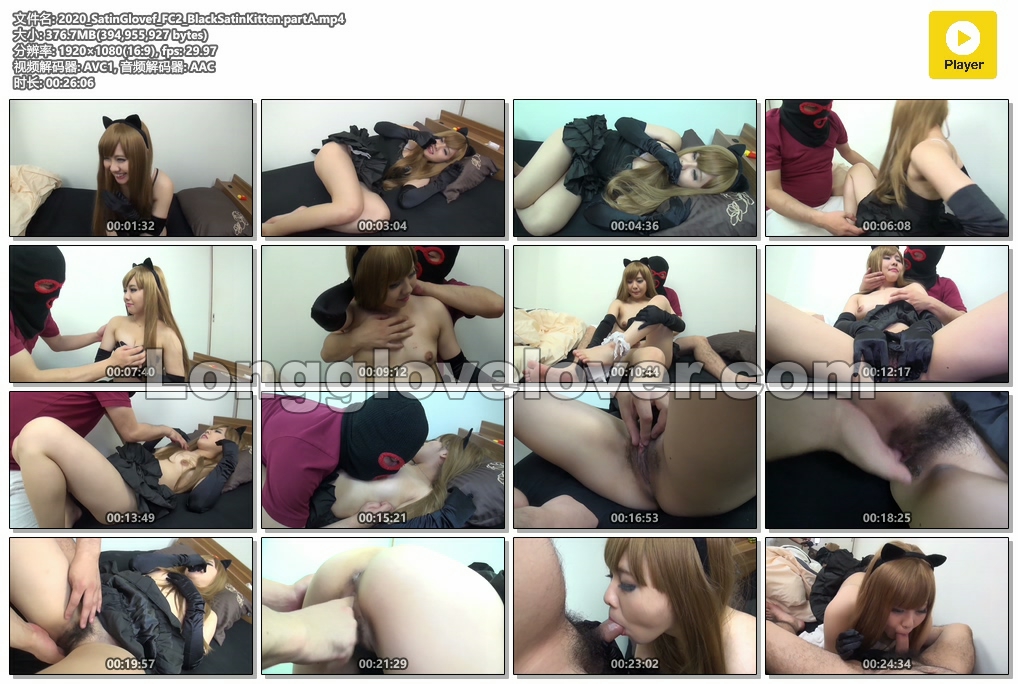 文件名: 2020_SatinGlovef_FC2_BlackSatinKitten.partA.mp4
大小: 376.7MB(394,955,927 bytes)
分辨率: 1920×1080(16:9), fps: 29.97
视频解码器: AVC1, 音频解码器: AAC
时长: 00:26:06
Player
00:01:32
00:03:04
00:04:36
00:06:08
00:07:40
00:09:12
00:10:44
00:12:17
Longglovelover.com
00:13:49
00:15:21
00:16:53
00:18:25
00:19:57
00:21:29
00:23:02
00:24:34